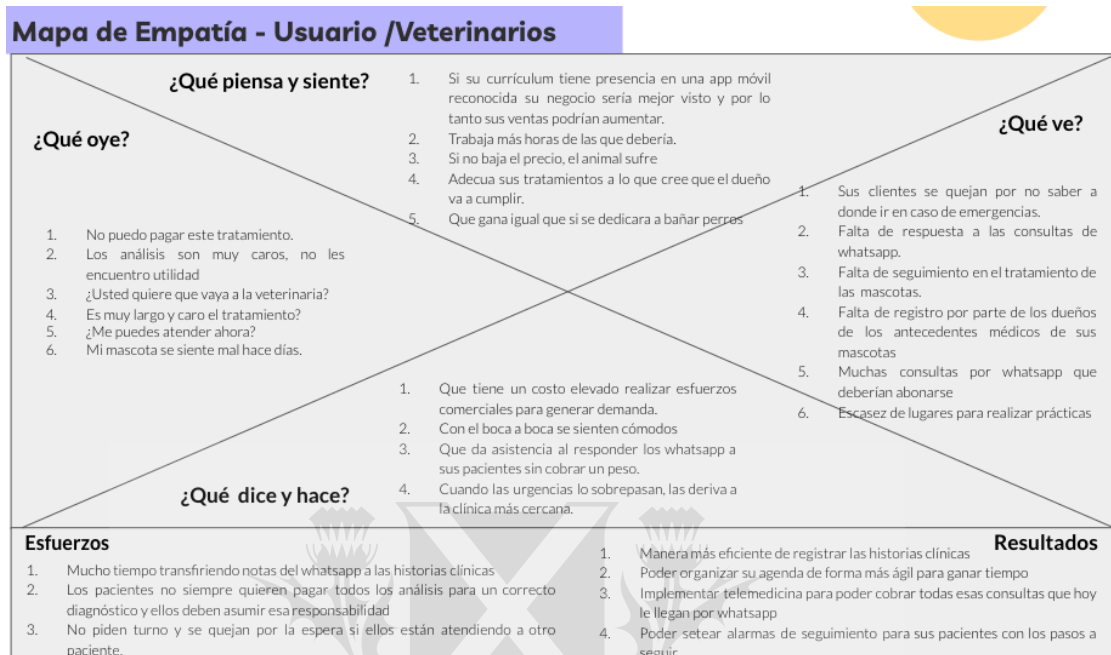 Mapa de Empatía - Usuario /Veterinarios
¿Qué piensa y siente?
1. Si su currículum tiene presencia en una app móvil
reconocida su negocio sería mejor visto y por lo
tanto sus ventas podrían aumentar.
2. Trabaja más horas de las que debería.
3. Si no baja el precio, el animal sufre
4. Adecua sus tratamientos a lo que cree que el dueño
va a cumplir.
5. Que gana igual que si se dedicara a bañar perros
¿Qué oye?
1. No puedo pagar este tratamiento.
2. Los análisis son muy caros, no les
encuentro utilidad
3. ¿Usted quiere que vaya a la veterinaria?
4. Es muy largo y caro el tratamiento?
5. ¿Me puedes atender ahora?
6. Mi mascota se siente mal hace días.
¿Qué ve?
1. Sus clientes se quejan por no saber a
donde ir en caso de emergencias.
2. Falta de respuesta a las consultas de
whatsapp.
3. Falta de seguimiento en el tratamiento de
las mascotas.
4. Falta de registro por parte de los dueños
de los antecedentes médicos de sus
mascotas
5. Muchas consultas por whatsapp que
deberían abonarse
6. Escasez de lugares para realizar prácticas
¿Qué dice y hace?
1. Que tiene un costo elevado realizar esfuerzos
comerciales para generar demanda.
2. Con el boca a boca se sienten cómodos
3. Que da asistencia al responder los whatsapp a
sus pacientes sin cobrar un peso.
4. Cuando las urgencias lo sobrepasan, las deriva a
la clínica más cercana.
Esfuerzos
1. Mucho tiempo transfiriendo notas del whatsapp a las historias clínicas
2. Los pacientes no siempre quieren pagar todos los análisis para un correcto
diagnóstico y ellos deben asumir esa responsabilidad
3. No piden turno y se quejan por la espera si ellos están atendiendo a otro
paciente.
Resultados
1. Manera más eficiente de registrar las historias clínicas
2. Poder organizar su agenda de forma más ágil para ganar tiempo
3. Implementar telemedicina para poder cobrar todas esas consultas que hoy
le llegan por whatsapp
4. Poder setear alarmas de seguimiento para sus pacientes con los pasos a
seguir